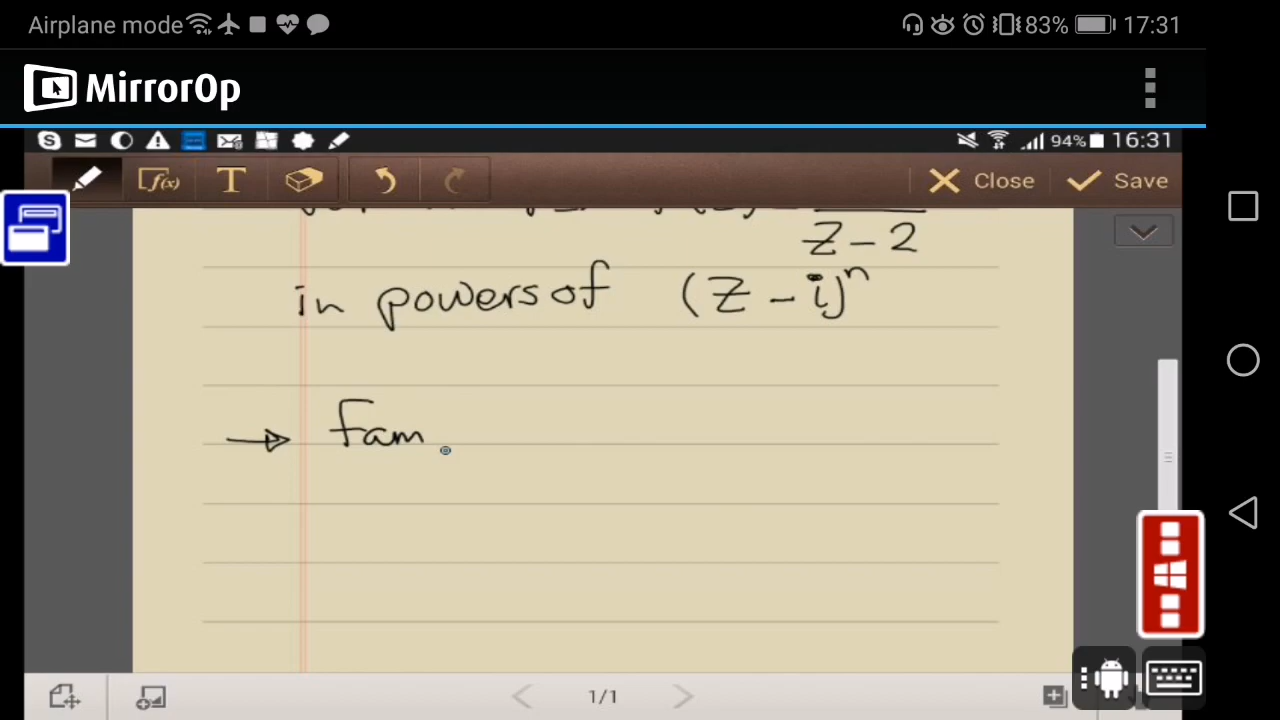 Airplane mode 83% 17:31
MirrorOp
94% 16:31
f(x) T Close Save
z - 2
in powers of (z - i)^n
→ Fam
1/1